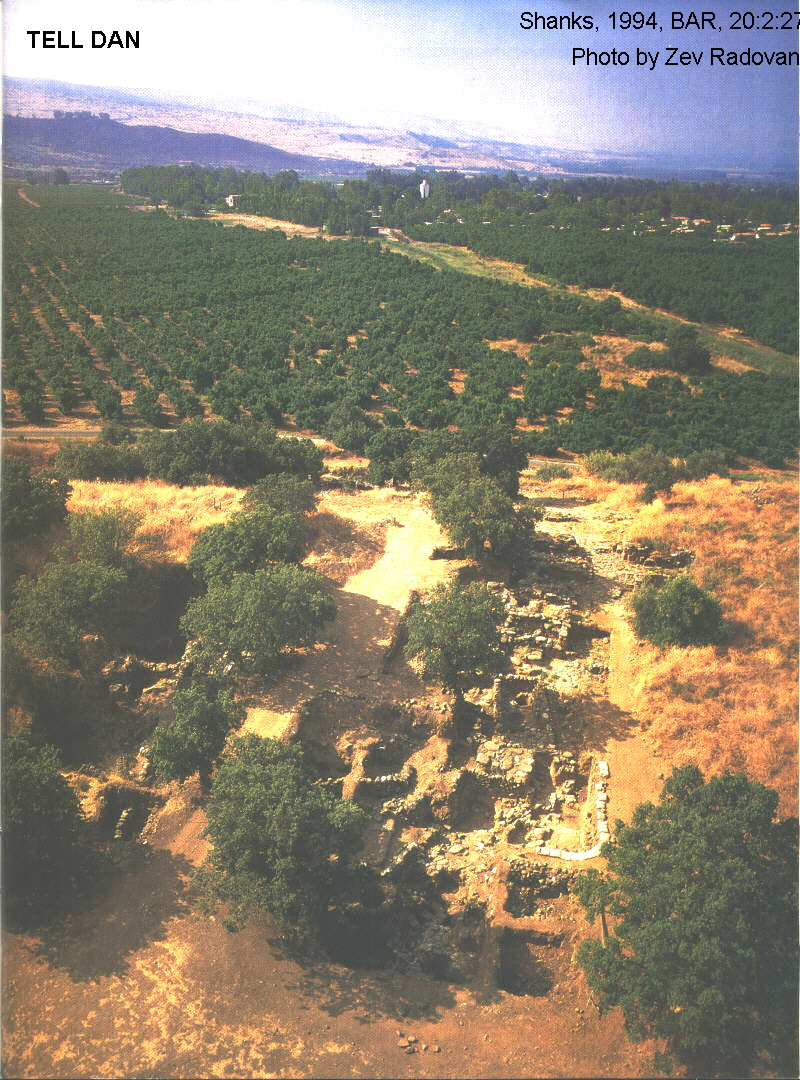 TELL DAN
Shanks, 1994, BAR, 20:2:27
Photo by Zev Radovan